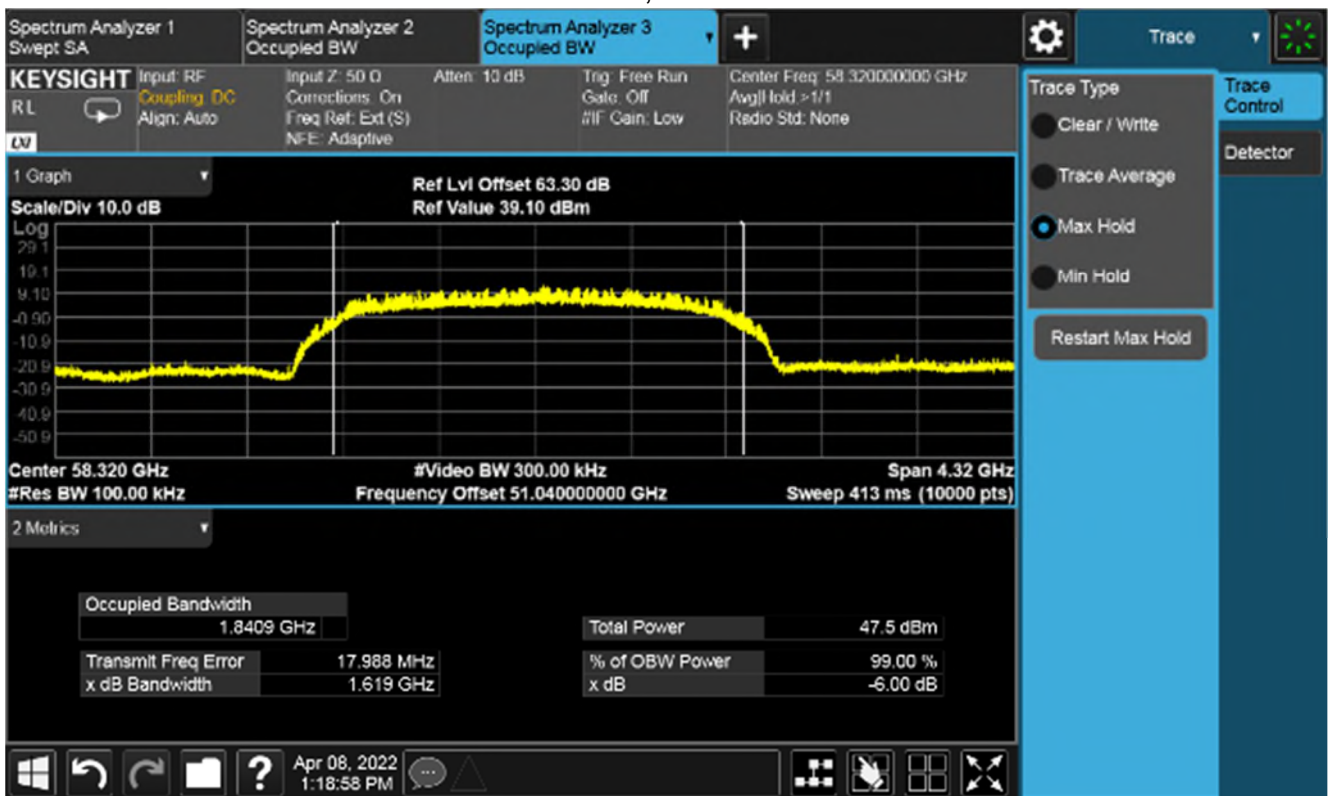 Spectrum Analyzer 1
Swept SA
Spectrum Analyzer 2
Occupied BW
Spectrum Analyzer 3
Occupied BW
Trace
KEYSIGHT
R L
LXI
Input: RF
Coupling: DC
Align: Auto
Input Z: 50 Ω
Corrections: On
Freq Ref: Ext (S)
NFE: Adaptive
Atten: 10 dB
Trig: Free Run
Gate: Off
#IF Gain: Low
Center Freq: 58.320000000 GHz
Avg|Hold:>1/1
Radio Std: None
Trace Type
Clear / Write
Trace Average
Max Hold
Min Hold
Restart Max Hold
Trace
Control
Detector
1 Graph
Scale/Div 10.0 dB
Ref Lvl Offset 63.30 dB
Ref Value 39.10 dBm
Log
29.1
19.1
9.10
-0.90
-10.9
-20.9
-30.9
-40.9
-50.9
Center 58.320 GHz
#Video BW 300.00 kHz
Span 4.32 GHz
#Res BW 100.00 kHz
Frequency Offset 51.040000000 GHz
Sweep 413 ms (10000 pts)
2 Metrics
Occupied Bandwidth
1.8409 GHz
Total Power 47.5 dBm
Transmit Freq Error 17.988 MHz
% of OBW Power 99.00 %
x dB Bandwidth 1.619 GHz
x dB -6.00 dB
?
Apr 08, 2022
1:18:58 PM